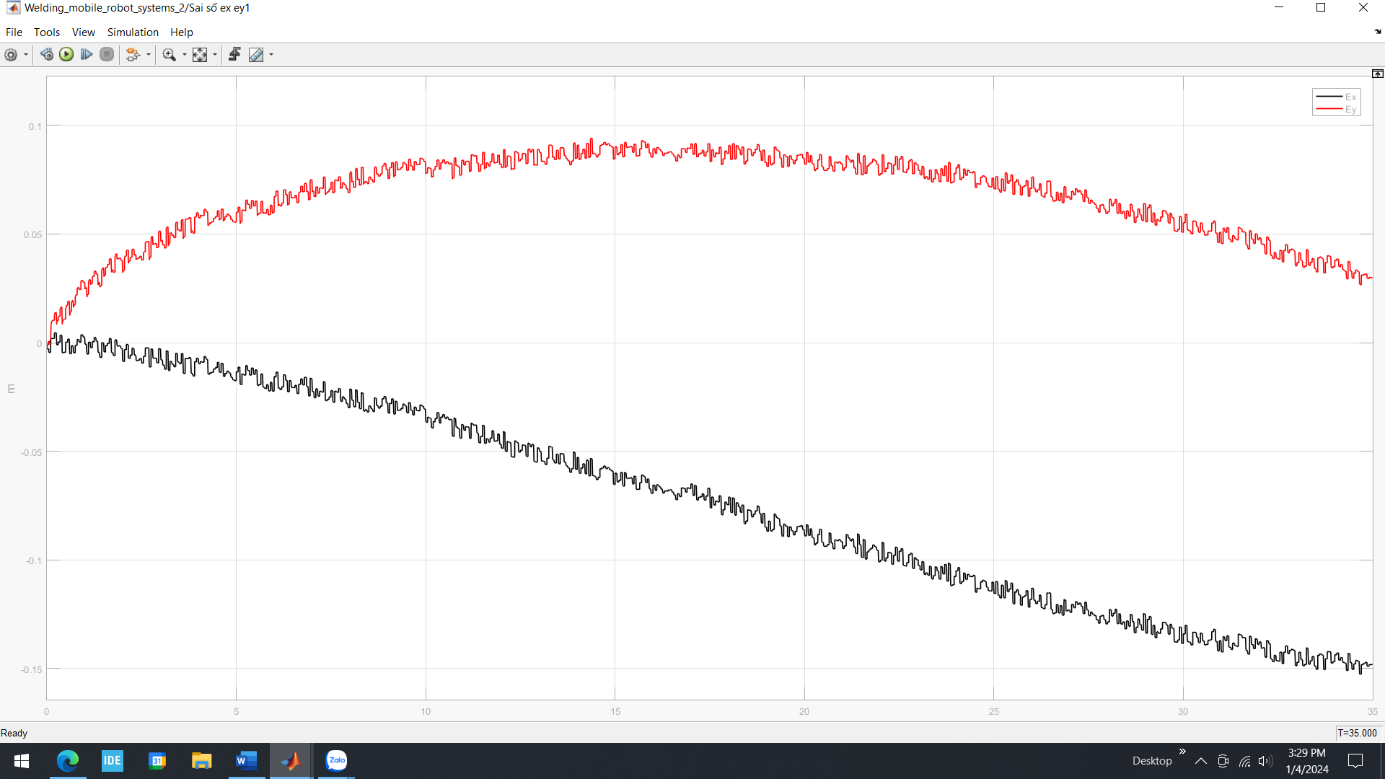 Welding_mobile_robot_systems_2/Sai số ex ey1
File Tools View Simulation Help
Ex
Ey
0.1
0.05
0
-0.05
-0.1
-0.15
m
0 5 10 15 20 25 30 35
Ready
T=35.000
IDE
31
W
Zalo
Desktop
3:29 PM
1/4/2024